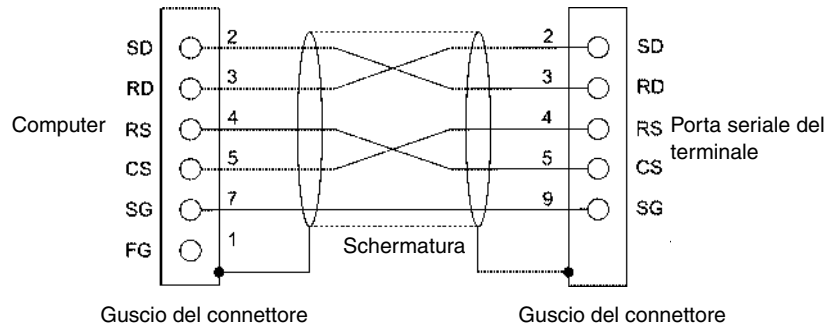 SD 2 2 SD
RD 3 3 RD
Computer RS 4 4 RS Porta seriale del
terminale
CS 5 5 CS
SG 7 9 SG
FG 1
Schermatura
Guscio del connettore Guscio del connettore